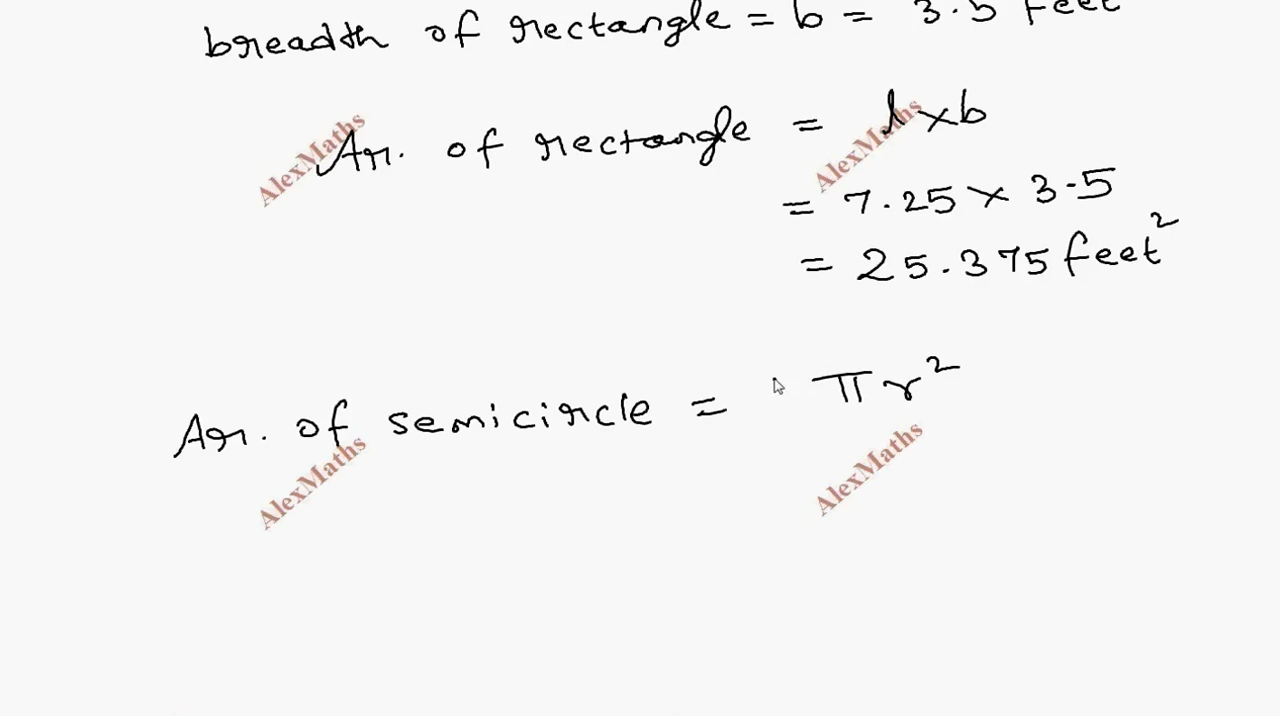 breadth of rectangle = b = 3.5 feet
Ar. of rectangle = l×b
= 7.25 × 3.5
= 25.375 feet²
Ar. of semicircle = πr²
AlexMaths
AlexMaths
AlexMaths
AlexMaths